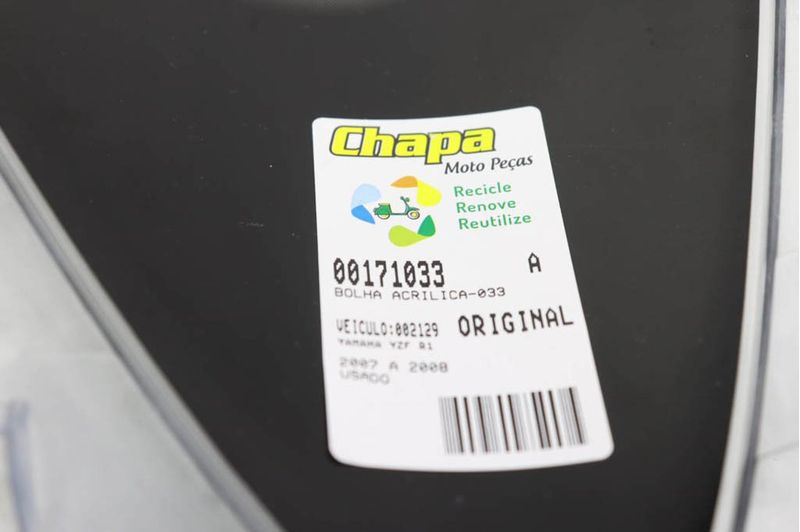 Chapa
Moto Peças
Recicle
Renove
Reutilize
00171033 A
BOLHA ACRILICA-033
VEICULO:002129 ORIGINAL
YAMAHA YZF R1
2007 A 2008
USADO